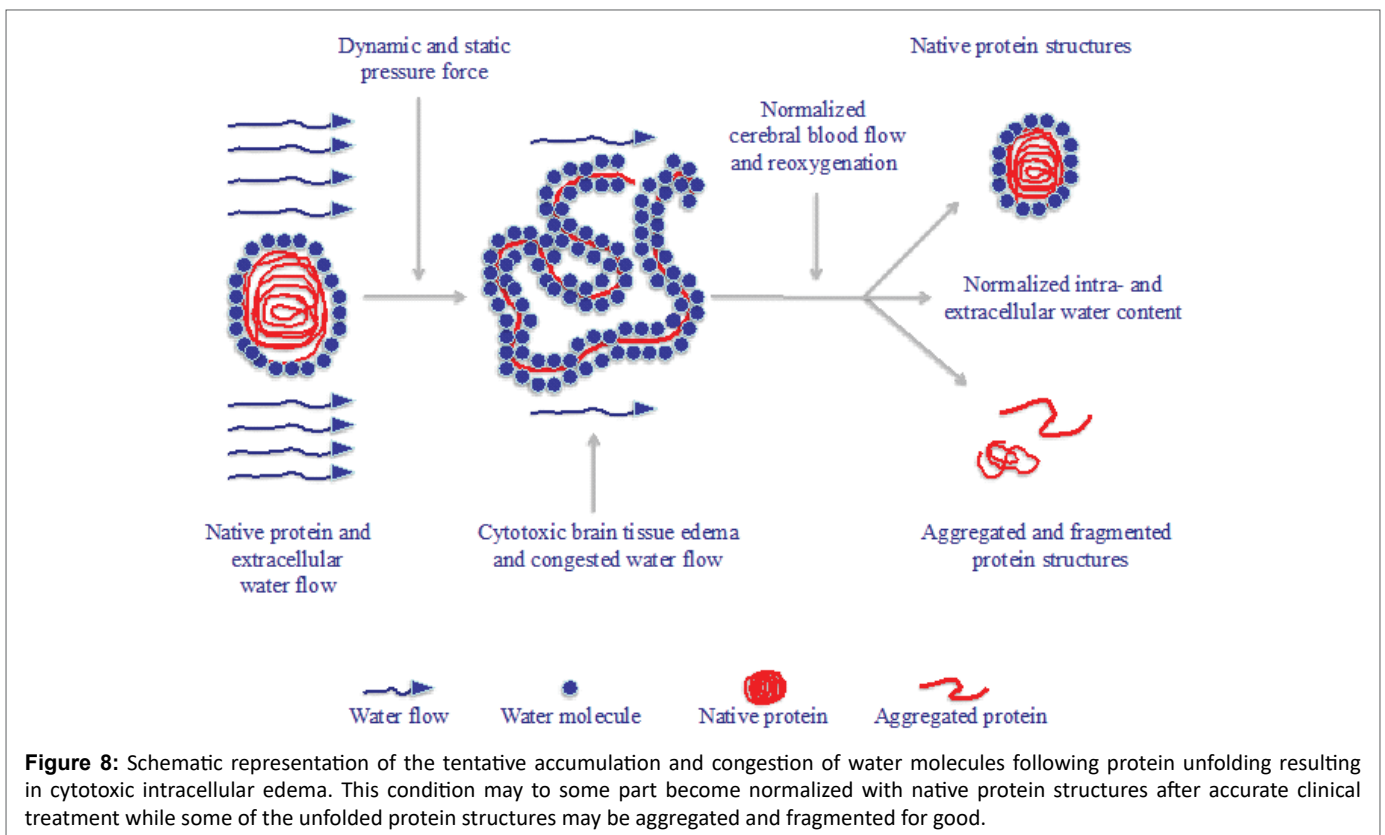 Dynamic and static
pressure force
Native protein structures
Normalized
cerebral blood flow
and reoxygenation
Normalized intra- and
extracellular water content
Native protein and
extracellular
water flow
Cytotoxic brain tissue edema
and congested water flow
Aggregated and fragmented
protein structures
Water flow
Water molecule
Native protein
Aggregated protein
Figure 8: Schematic representation of the tentative accumulation and congestion of water molecules following protein unfolding resulting
in cytotoxic intracellular edema. This condition may to some part become normalized with native protein structures after accurate clinical
treatment while some of the unfolded protein structures may be aggregated and fragmented for good.